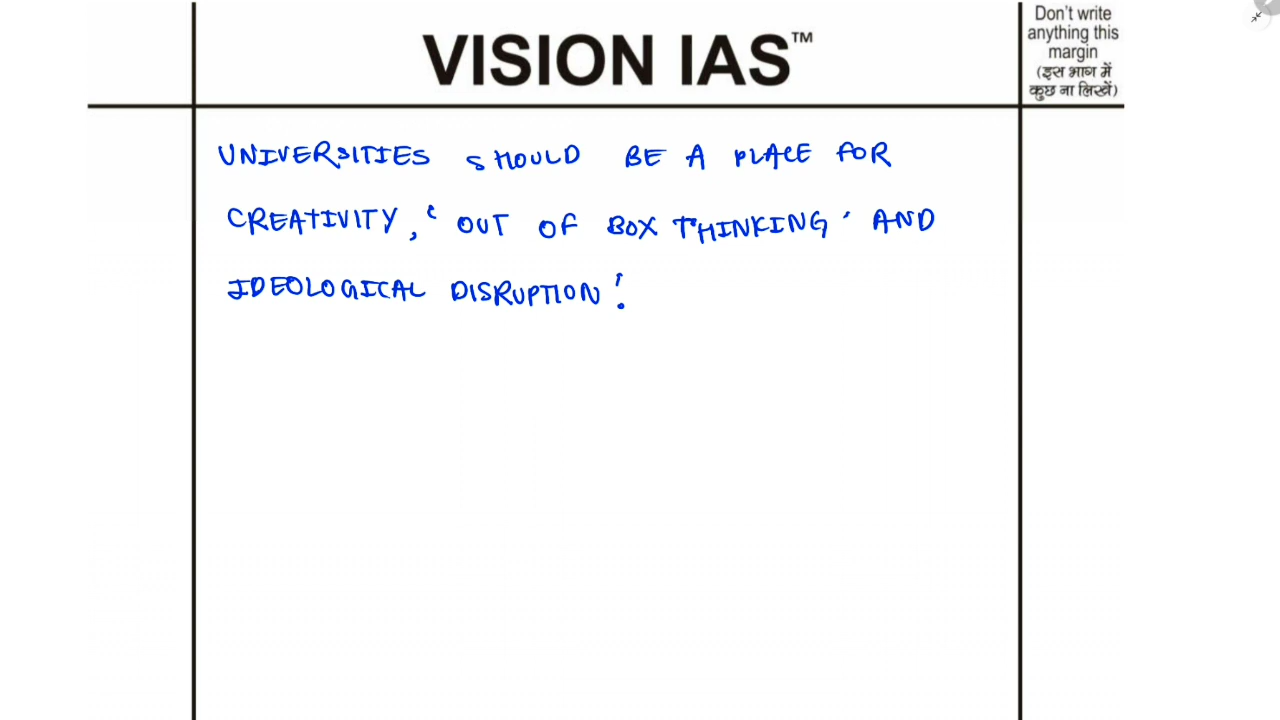 VISION IAS™
Don't write
anything this
margin
(इस भाग में
कुछ ना लिखें)
UNIVERSITIES SHOULD BE A PLACE FOR
CREATIVITY, ‘OUT OF BOX THINKING’ AND
IDEOLOGICAL DISRUPTION!